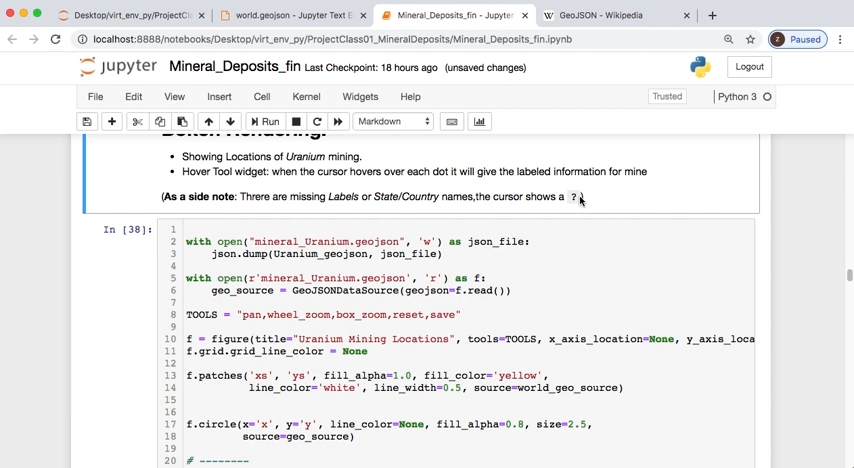 Desktop/virt_env_py/ProjectCl
world.geojson - Jupyter Text E
Mineral_Deposits_fin - Jupyter
GeoJSON - Wikipedia
localhost:8888/notebooks/Desktop/virt_env_py/ProjectClass01_MineralDeposits/Mineral_Deposits_fin.ipynb
z Paused
jupyter Mineral_Deposits_fin Last Checkpoint: 18 hours ago (unsaved changes)
Logout
File Edit View Insert Cell Kernel Widgets Help
Trusted
Python 3
Run
Markdown
• Showing Locations of Uranium mining.
• Hover Tool widget: when the cursor hovers over each dot it will give the labeled information for mine
(As a side note: Threre are missing Labels or State/Country names,the cursor shows a ?)
In [38]:
1
2 with open("mineral_Uranium.geojson", 'w') as json_file:
3 json.dump(Uranium_geojson, json_file)
4
5 with open(r'mineral_Uranium.geojson', 'r') as f:
6 geo_source = GeoJSONDataSource(geojson=f.read())
7
8 TOOLS = "pan,wheel_zoom,box_zoom,reset,save"
9
10 f = figure(title="Uranium Mining Locations", tools=TOOLS, x_axis_location=None, y_axis_loca
11 f.grid.grid_line_color = None
12
13 f.patches('xs', 'ys', fill_alpha=1.0, fill_color='yellow',
14 line_color='white', line_width=0.5, source=world_geo_source)
15
16
17 f.circle(x='x', y='y', line_color=None, fill_alpha=0.8, size=2.5,
18 source=geo_source)
19
20 # --------